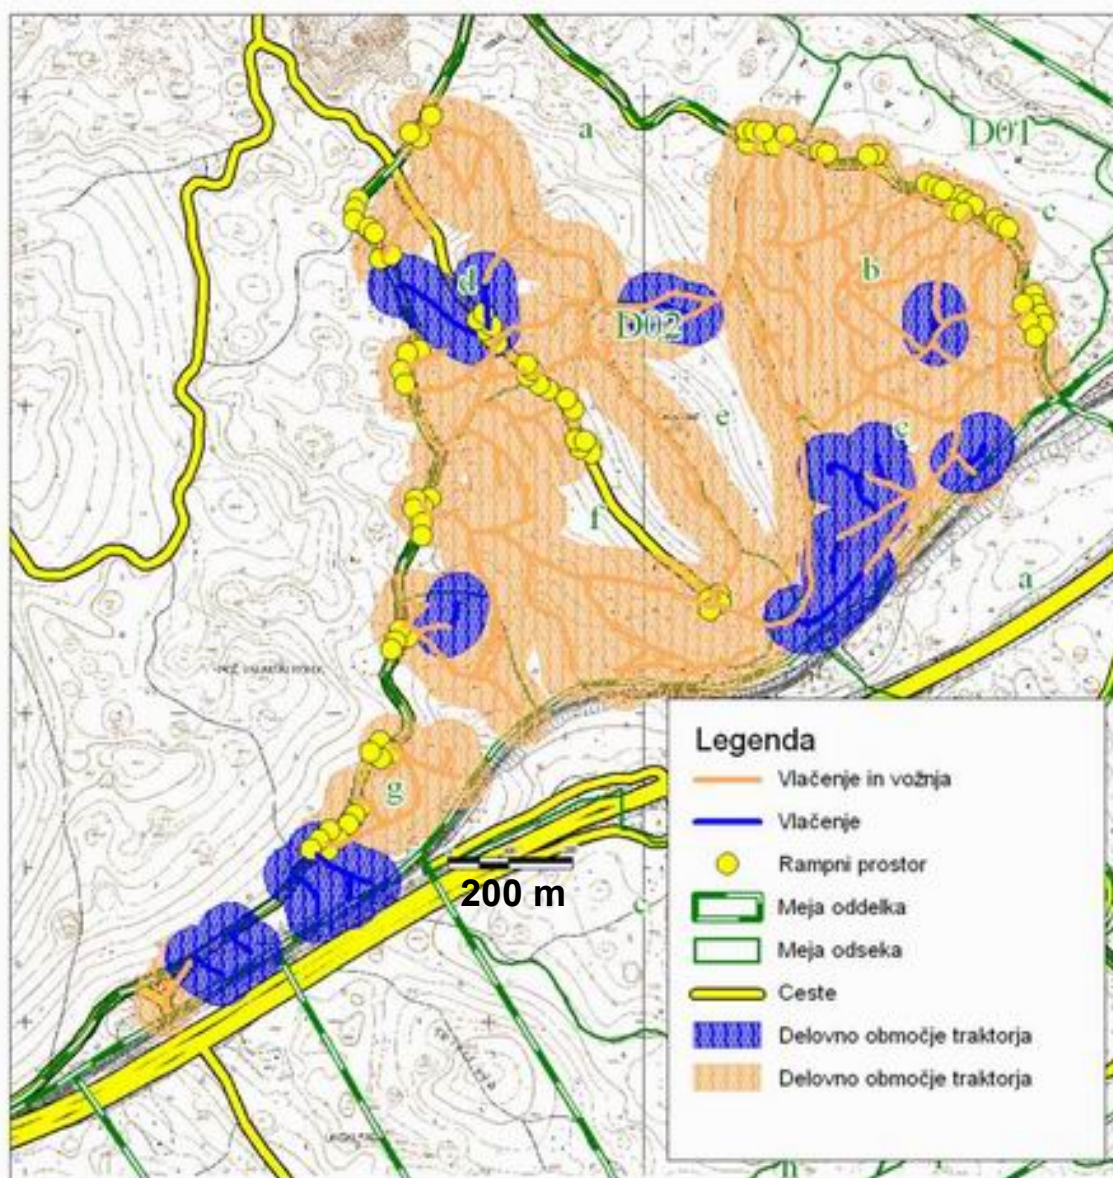 a
D01
c
b
d
D02
e
e
f
a
g
200 m
c
Legenda
Vlačenje in vožnja
Vlačenje
Rampni prostor
Meja oddelka
Meja odseka
Ceste
Delovno območje traktorja
Delovno območje traktorja